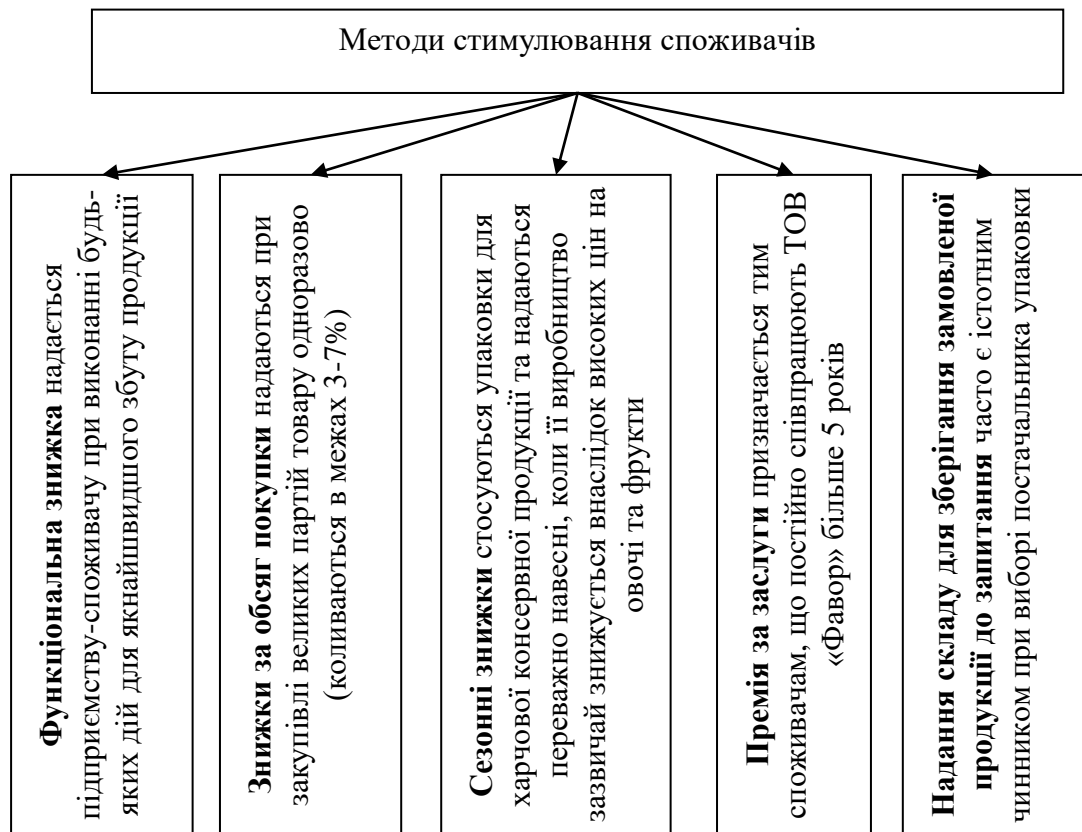 Методи стимулювання споживачів
Функціональна знижка надається
підприємству-споживачу при виконанні будь-
яких дій для якнайшвидшого збуту продукції
Знижки за обсяг покупки надаються при
закупівлі великих партій товару одноразово
(коливаються в межах 3-7%)
Сезонні знижки стосуються упаковки для
харчової консервної продукції та надаються
переважно навесні, коли її виробництво
зазвичай знижується внаслідок високих цін на
овочі та фрукти
Премія за заслуги призначається тим
споживачам, що постійно співпрацюють ТОВ
«Фавор» більше 5 років
Надання складу для зберігання замовленої
продукції до запитання часто є істотним
чинником при виборі постачальника упаковки